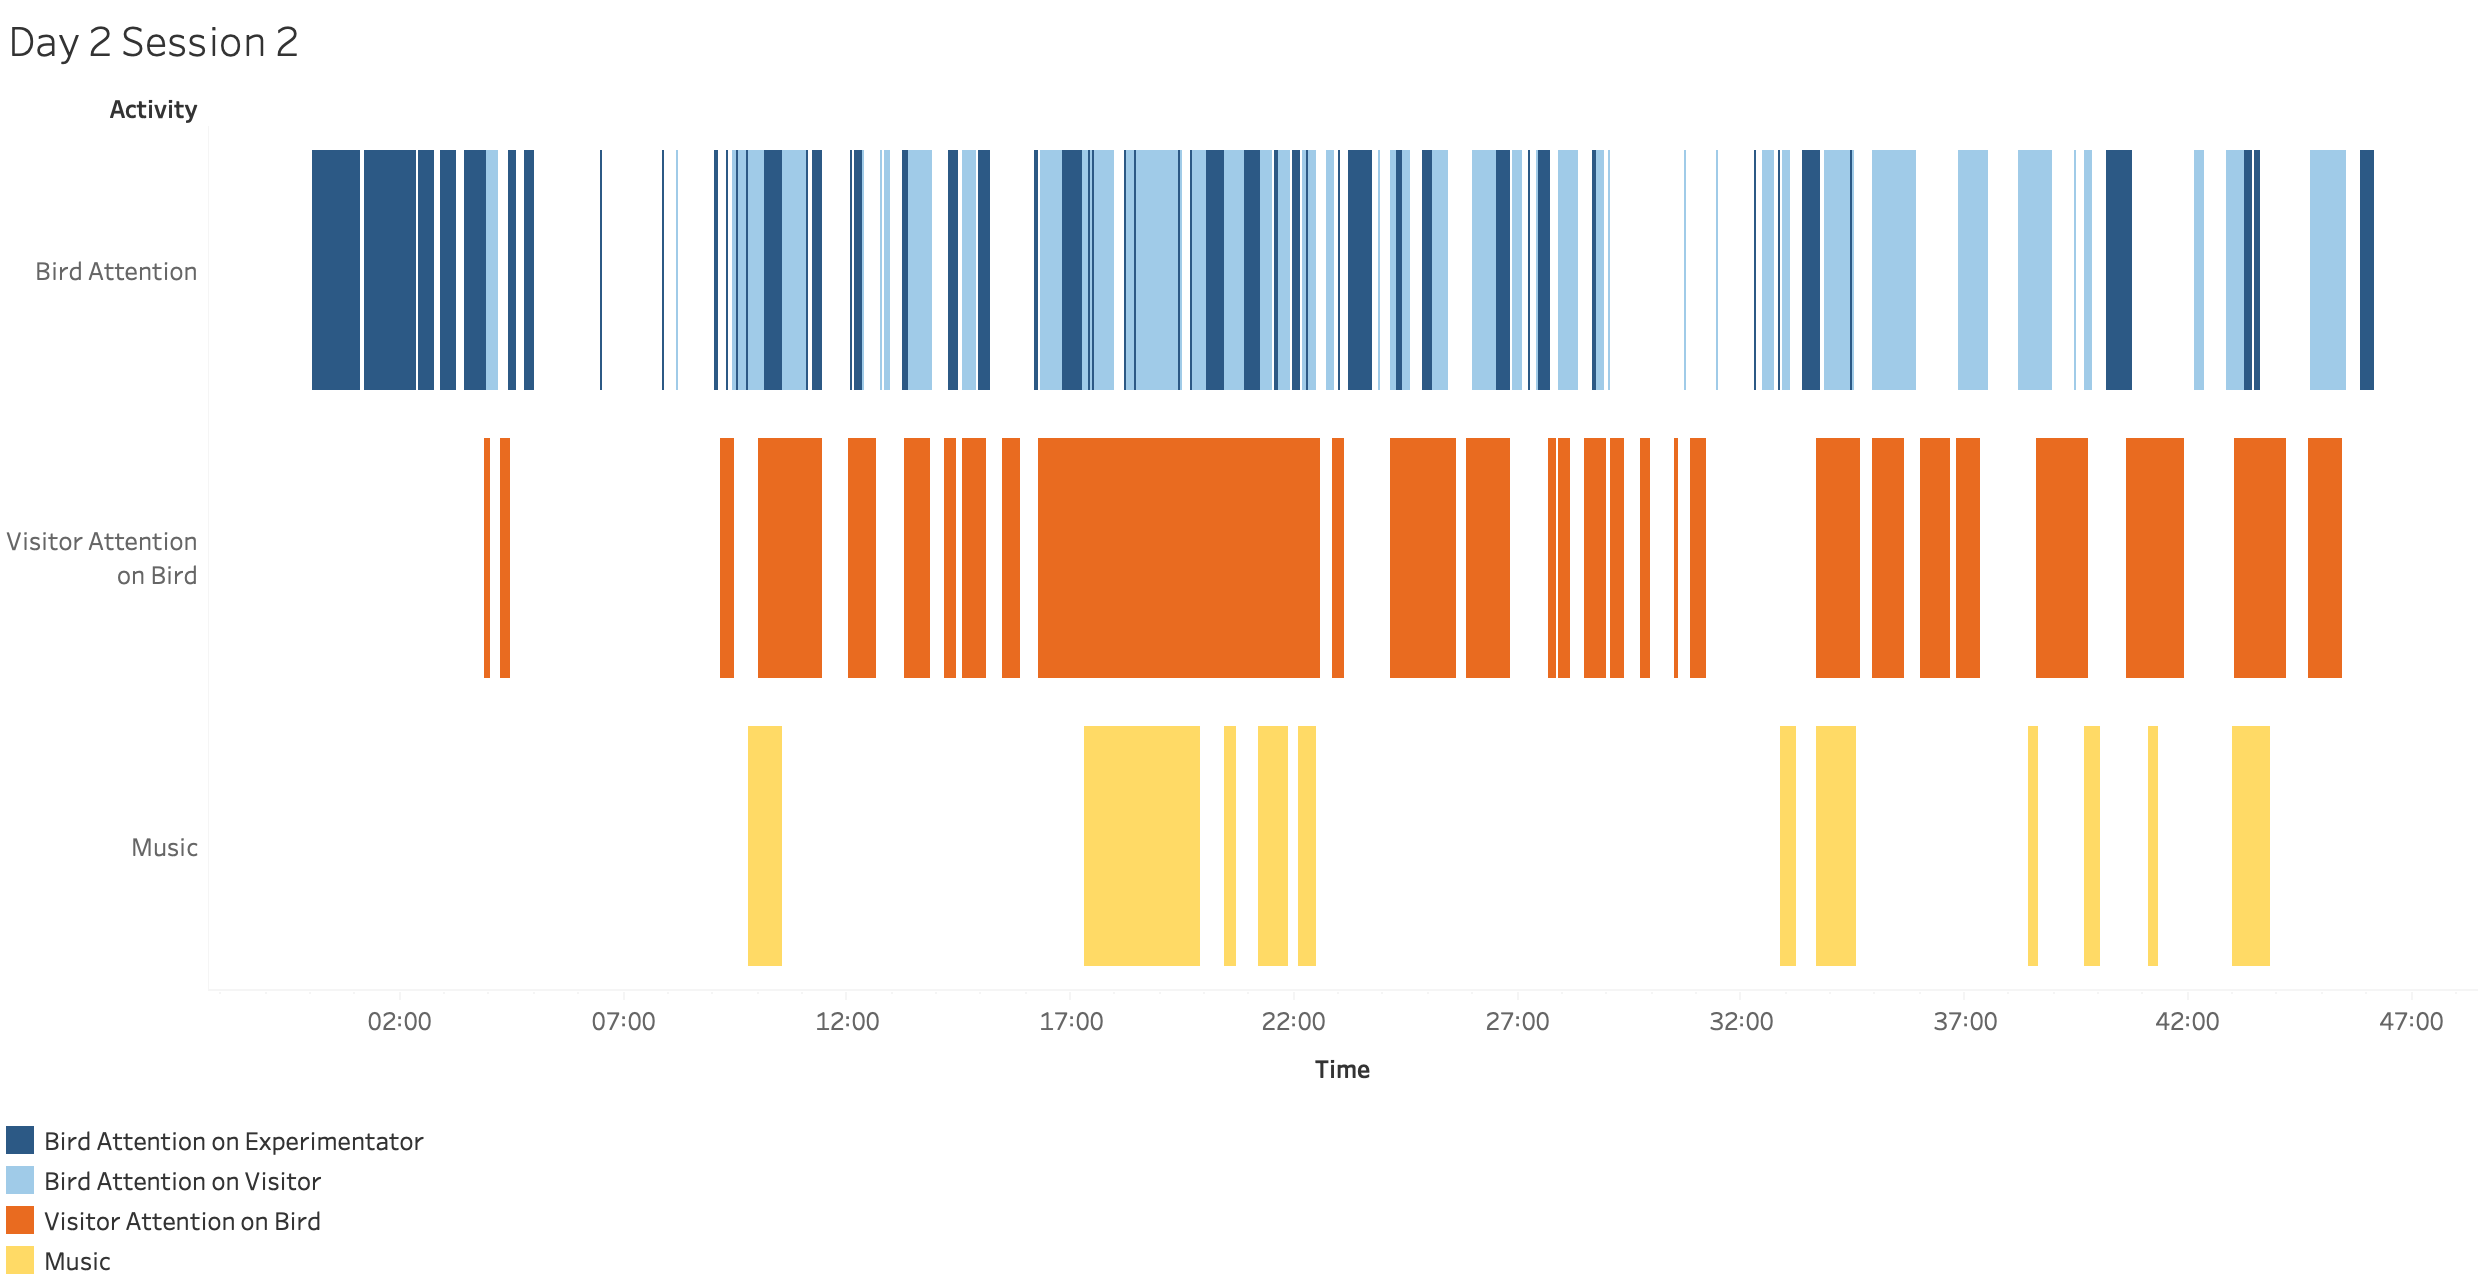 Day 2 Session 2
Activity
Bird Attention
Visitor Attention
on Bird
Music
02:00 07:00 12:00 17:00 22:00 27:00 32:00 37:00 42:00 47:00
Time
Bird Attention on Experimentator
Bird Attention on Visitor
Visitor Attention on Bird
Music